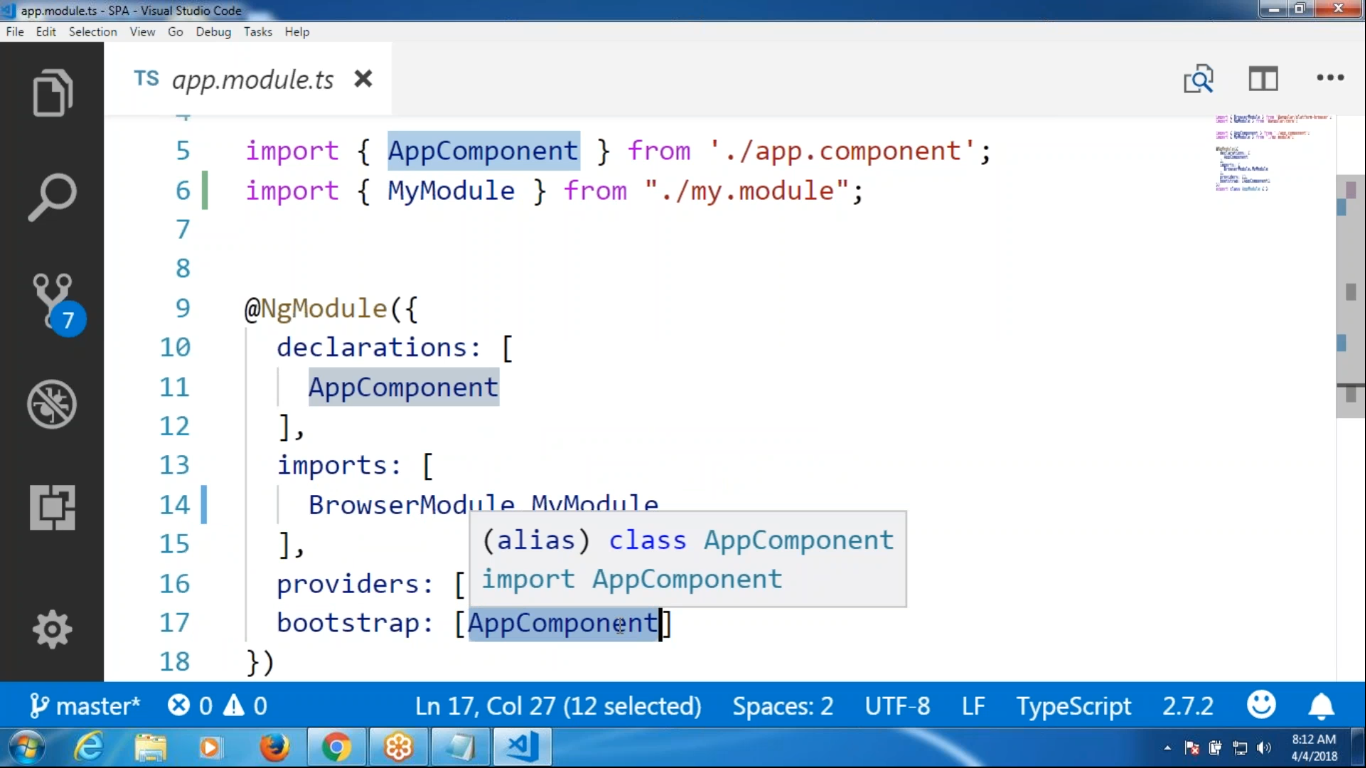 app.module.ts - SPA - Visual Studio Code
File Edit Selection View Go Debug Tasks Help
TS app.module.ts
4
5 import { AppComponent } from './app.component';
6 import { MyModule } from "./my.module";
7
8
9 @NgModule({
10 declarations: [
11 AppComponent
12 ],
13 imports: [
14 BrowserModule MyModule
(alias) class AppComponent
15 ],
import AppComponent
16 providers: [
17 bootstrap: [AppComponent]
18 })
7
master* 0 0 Ln 17, Col 27 (12 selected) Spaces: 2 UTF-8 LF TypeScript 2.7.2
8:12 AM
4/4/2018